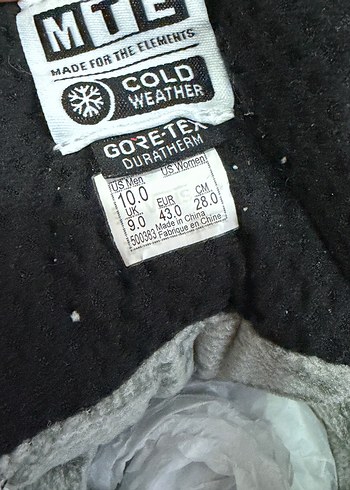 MTE
MADE FOR THE ELEMENTS
COLD
WEATHER
GORE-TEX
DURATHERM
US Men US Women
10.0
UK EUR CM
9.0 43.0 28.0
500383 Made in China
Fabrique en Chine